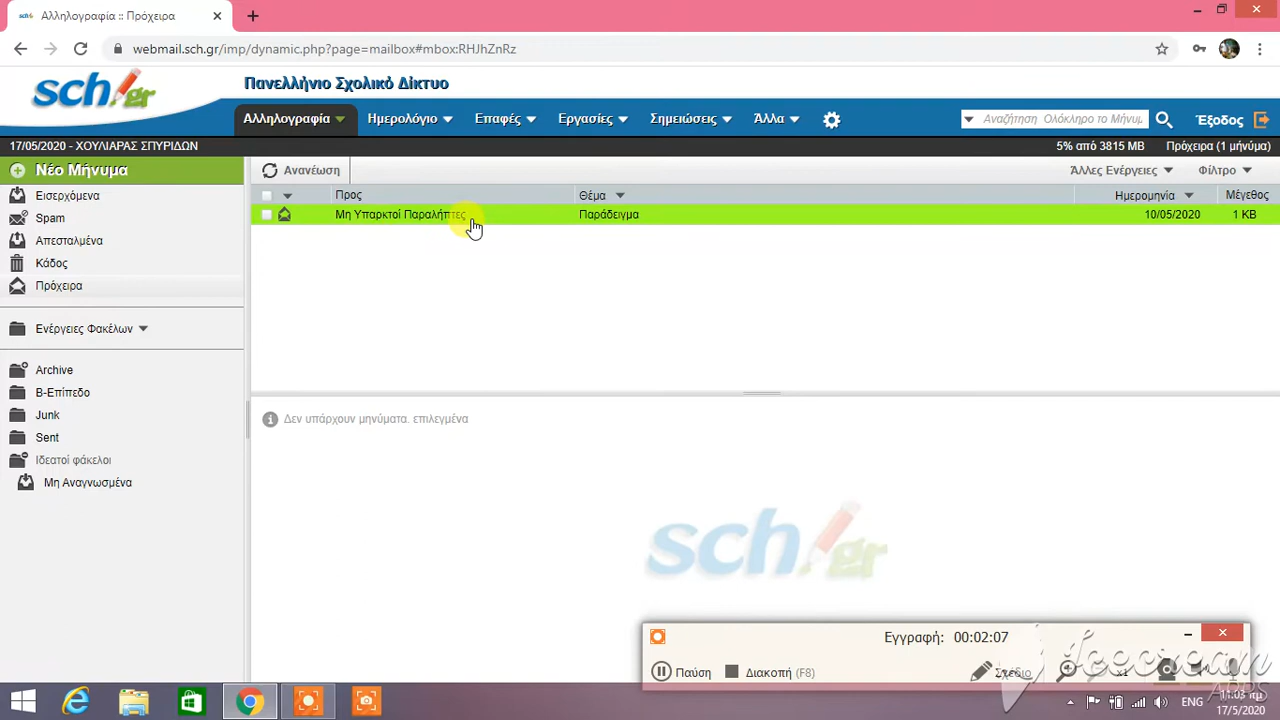 Αλληλογραφία :: Πρόχειρα
webmail.sch.gr/imp/dynamic.php?page=mailbox#mbox:RHJhZnRz
sch.gr
Πανελλήνιο Σχολικό Δίκτυο
Αλληλογραφία Ημερολόγιο Επαφές Εργασίες Σημειώσεις Άλλα Αναζήτηση Ολόκληρο το Μήνυμ Έξοδος
17/05/2020 - ΧΟΥΛΙΑΡΑΣ ΣΠΥΡΙΔΩΝ 5% από 3815 MB Πρόχειρα (1 μήνυμα)
Νέο Μήνυμα Ανανέωση Άλλες Ενέργειες Φίλτρο
Εισερχόμενα Προς Θέμα Ημερομηνία Μέγεθος
Μη Υπαρκτοί Παραλήπτες Παράδειγμα 10/05/2020 1 KB
Spam
Απεσταλμένα
Κάδος
Πρόχειρα
Ενέργειες Φακέλων
Archive
Β-Επίπεδο
Junk
Sent
Ιδεατοί φάκελοι
Μη Αναγνωσμένα
Δεν υπάρχουν μηνύματα. επιλεγμένα
sch.gr
Εγγραφή: 00:02:07
Παύση Διακοπή (F8) Σχέδιο x1
Icecream
APPS
ENG 11:03 πμ
17/5/2020